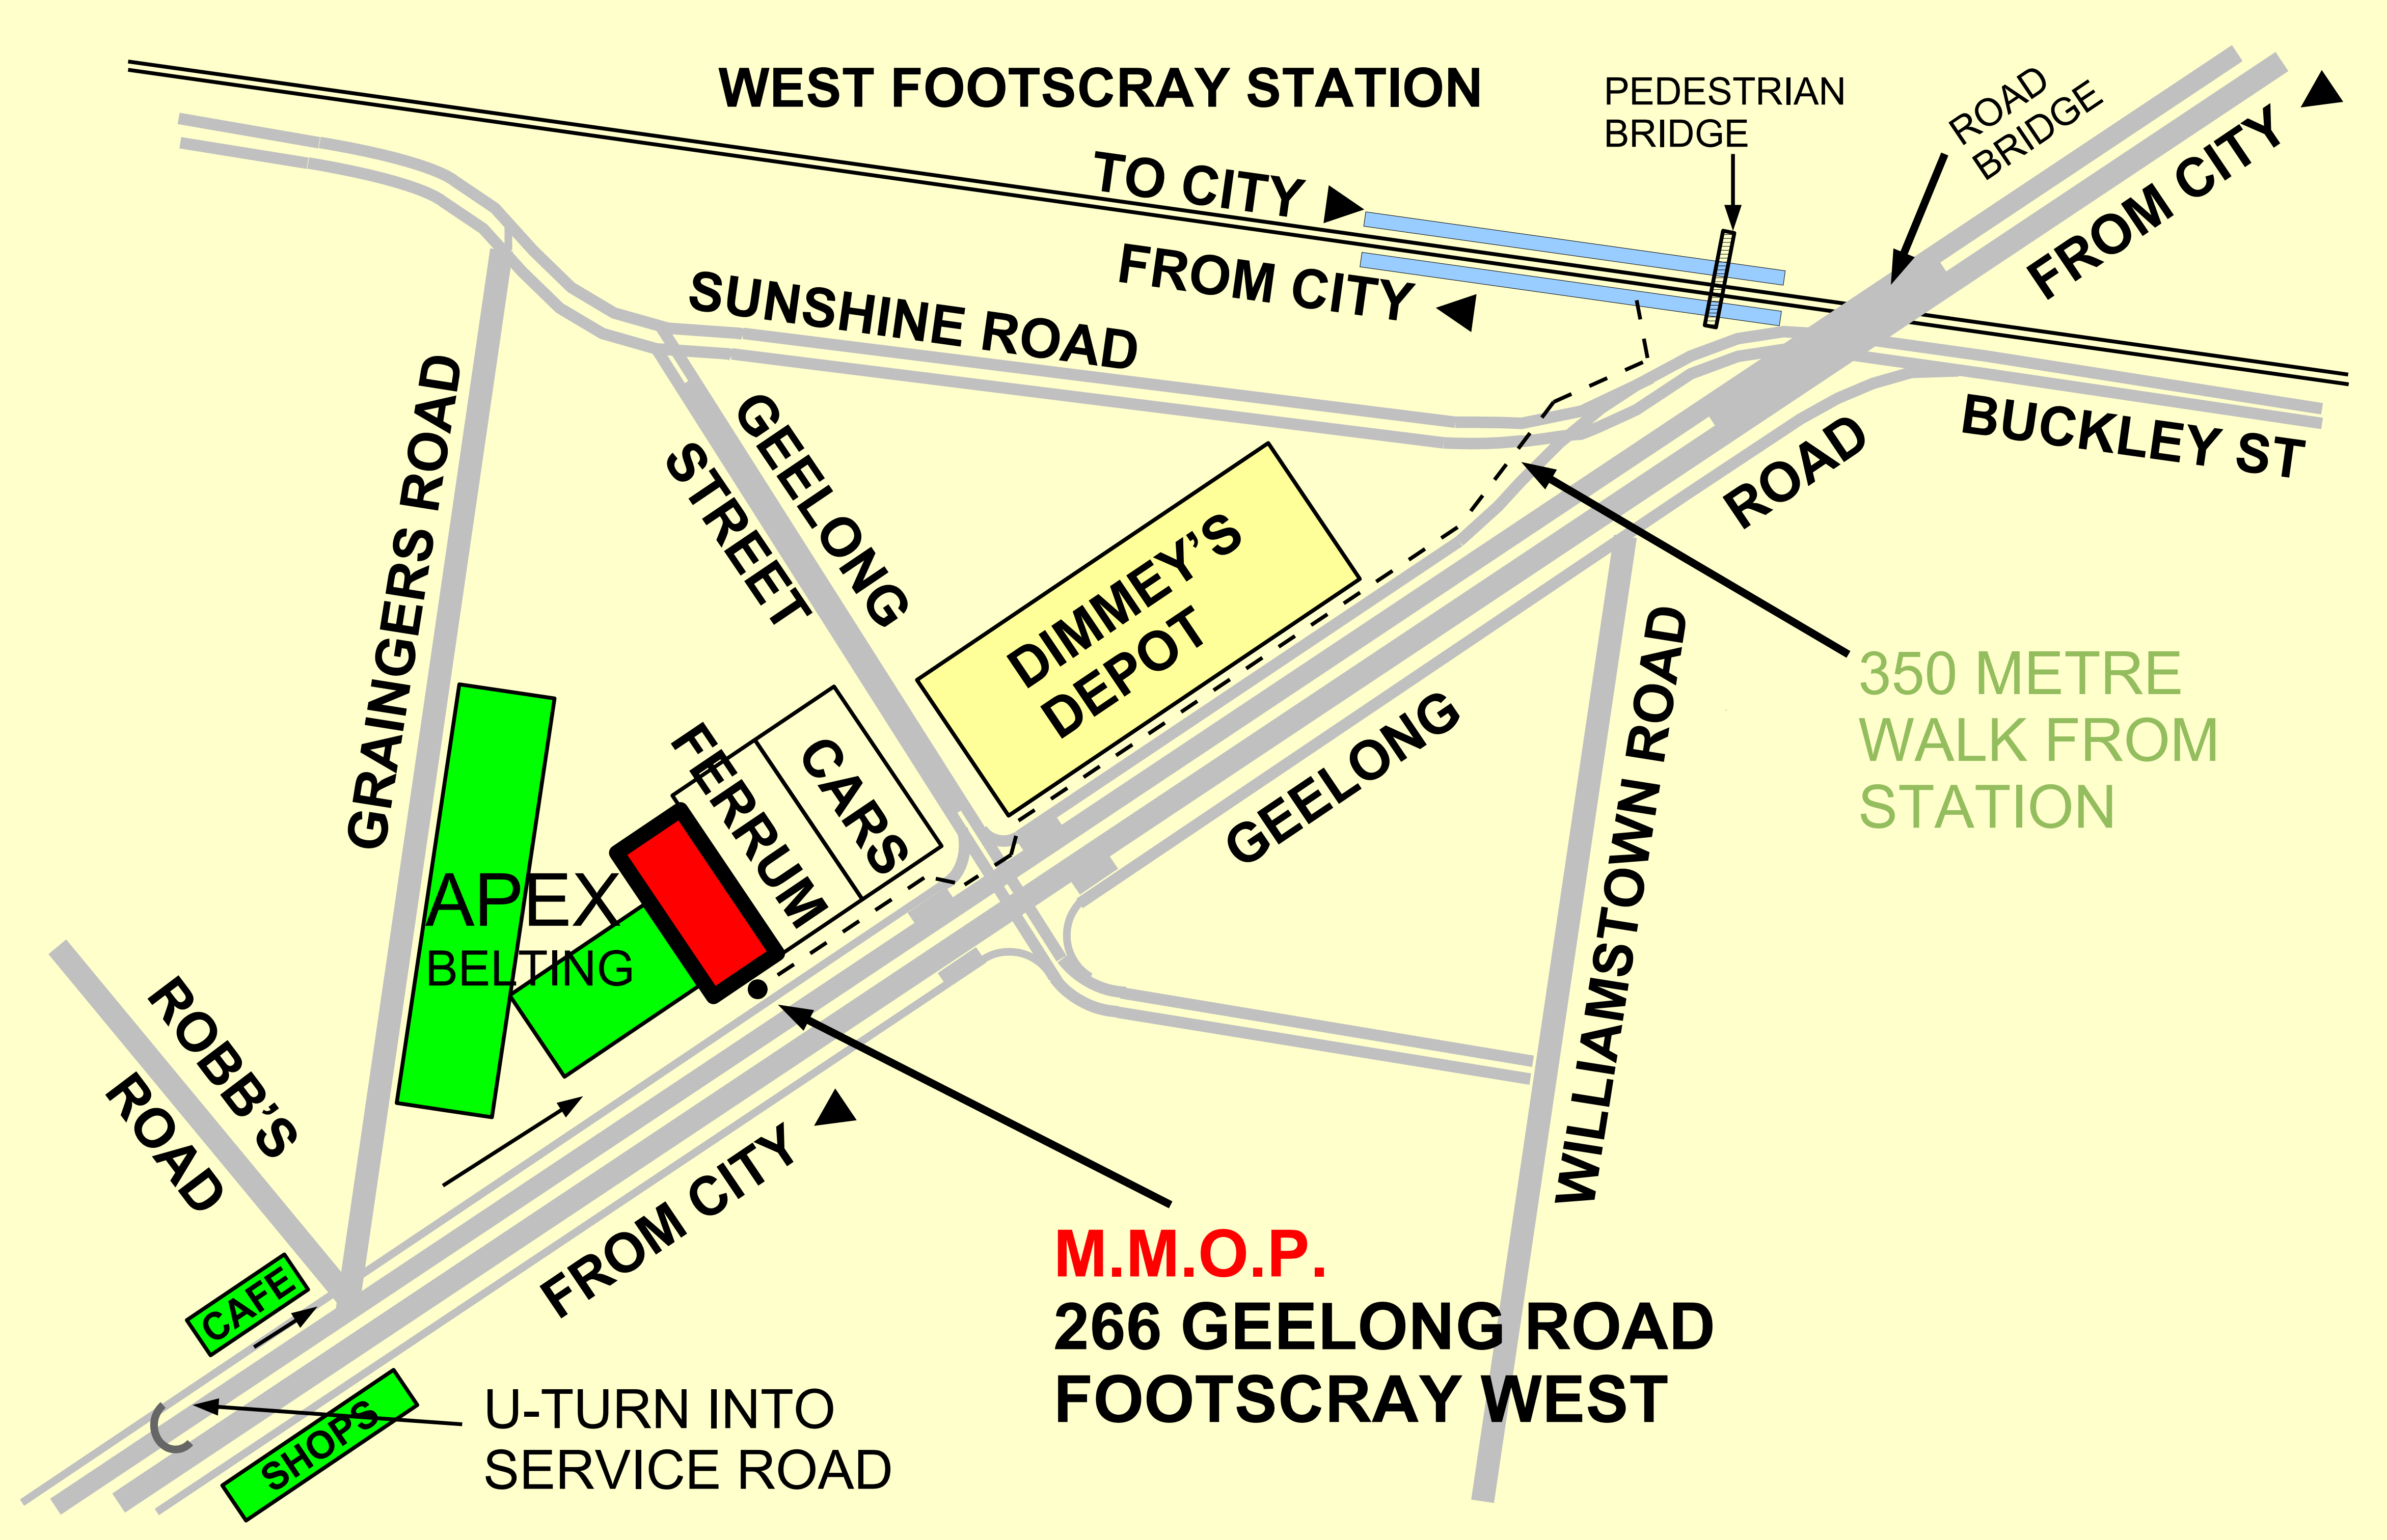 WEST FOOTSCRAY STATION
PEDESTRIAN
BRIDGE
ROAD
BRIDGE
FROM CITY
TO CITY
FROM CITY
SUNSHINE ROAD
BUCKLEY ST
GRAINGERS ROAD
GEELONG
STREET
DIMMEY’S
DEPOT
ROAD
GEELONG
350 METRE
WALK FROM
STATION
WILLIAMSTOWN ROAD
FERRUM
CARS
APEX
BELTING
ROBB’S
ROAD
FROM CITY
CAFE
SHOPS
U-TURN INTO
SERVICE ROAD
M.M.O.P.
266 GEELONG ROAD
FOOTSCRAY WEST